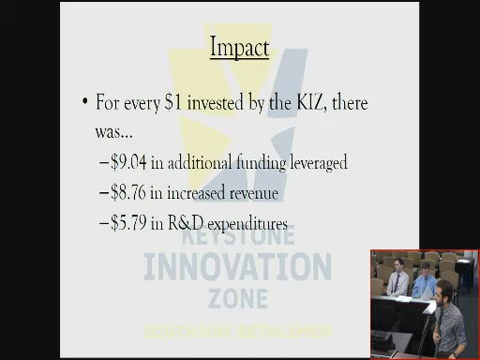 Impact
• For every $1 invested by the KIZ, there
was...
–$9.04 in additional funding leveraged
–$8.76 in increased revenue
–$5.79 in R&D expenditures
KEYSTONE
INNOVATION
ZONE